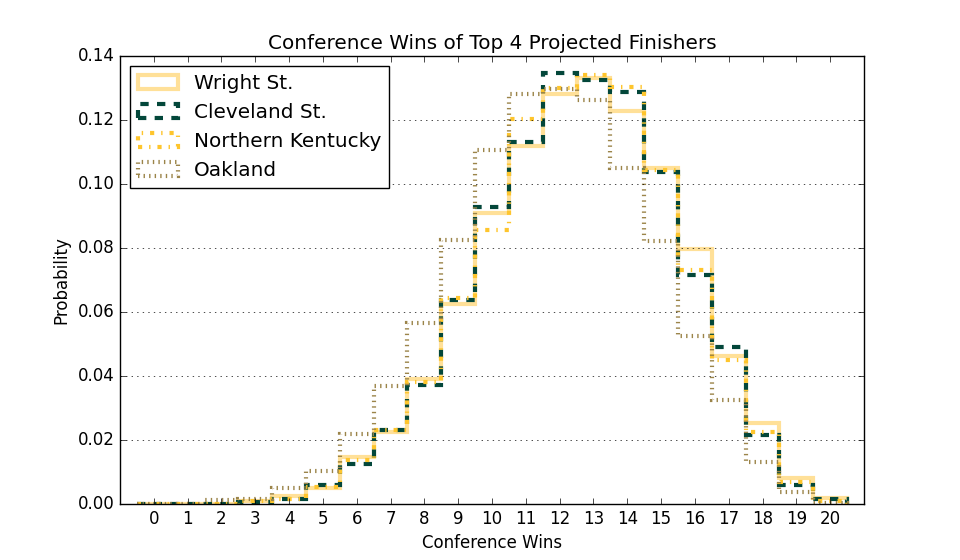 Conference Wins of Top 4 Projected Finishers
Wright St.
Cleveland St.
Northern Kentucky
Oakland
Probability
0.14
0.12
0.10
0.08
0.06
0.04
0.02
0.00
0 1 2 3 4 5 6 7 8 9 10 11 12 13 14 15 16 17 18 19 20
Conference Wins